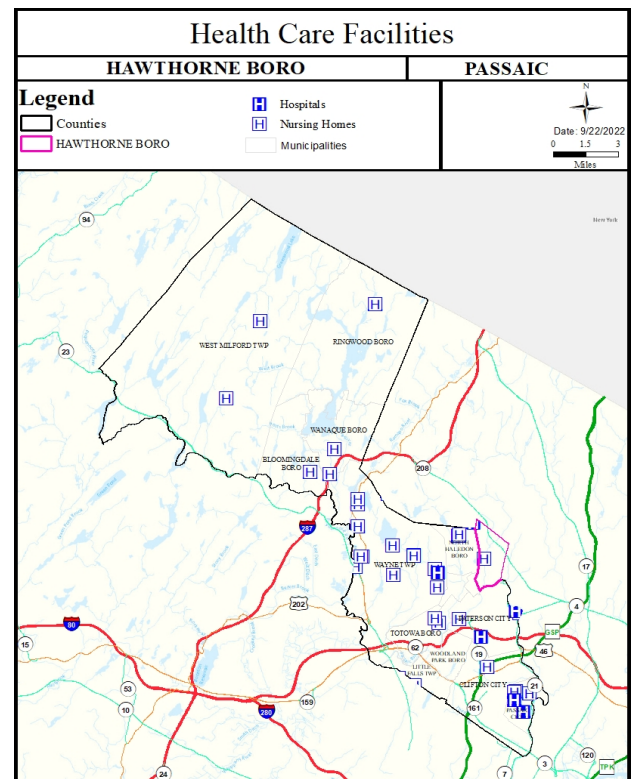 Health Care Facilities
HAWTHORNE BORO
PASSAIC
Legend
Counties
HAWTHORNE BORO
H Hospitals
H Nursing Homes
Municipalities
N
Date: 9/22/2022
0 1.5 3
Miles
94
23
WEST MILFORD TWP
RINGWOOD BORO
WANAQUE BORO
BLOOMINGDALE
BORO
208
287
HALEDON
BORO
WAYNE TWP
17
202
4
80
GSP
TOTOWA BORO
62
19
46
15
WOODLAND
PARK BORO
LITTLE
FALLS TWP
CLIFTON CITY
21
53
10
159
280
161
24
7
3
120
TPK